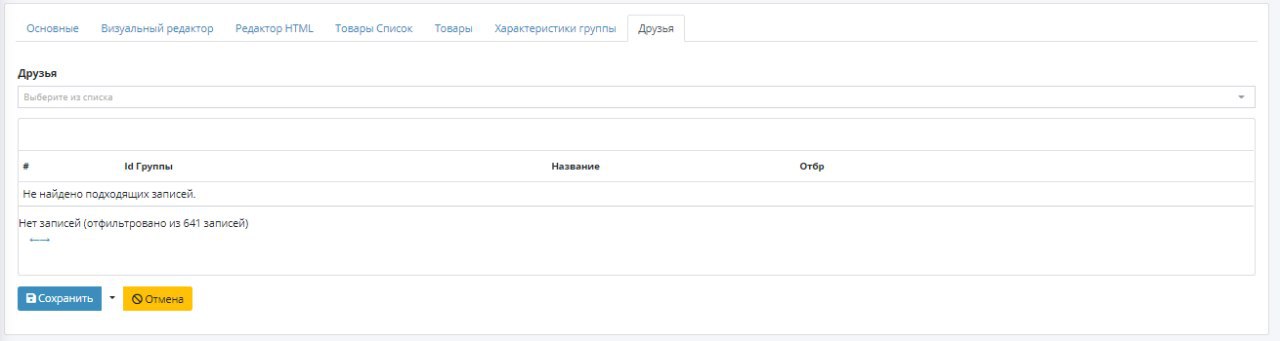 Основные Визуальный редактор Редактор HTML Товары Список Товары Характеристики группы Друзья
Друзья
Выберите из списка
# Id Группы Название Отбр
Не найдено подходящих записей.
Нет записей (отфильтровано из 641 записей)
←→
Сохранить Отмена